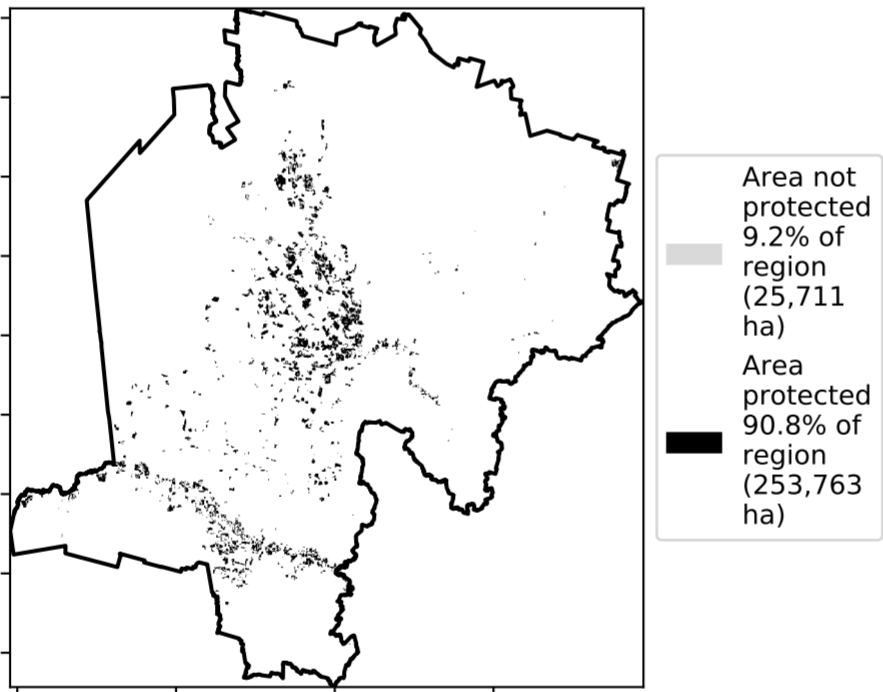 Area not
protected
9.2% of
region
(25,711
ha)
Area
protected
90.8% of
region
(253,763
ha)